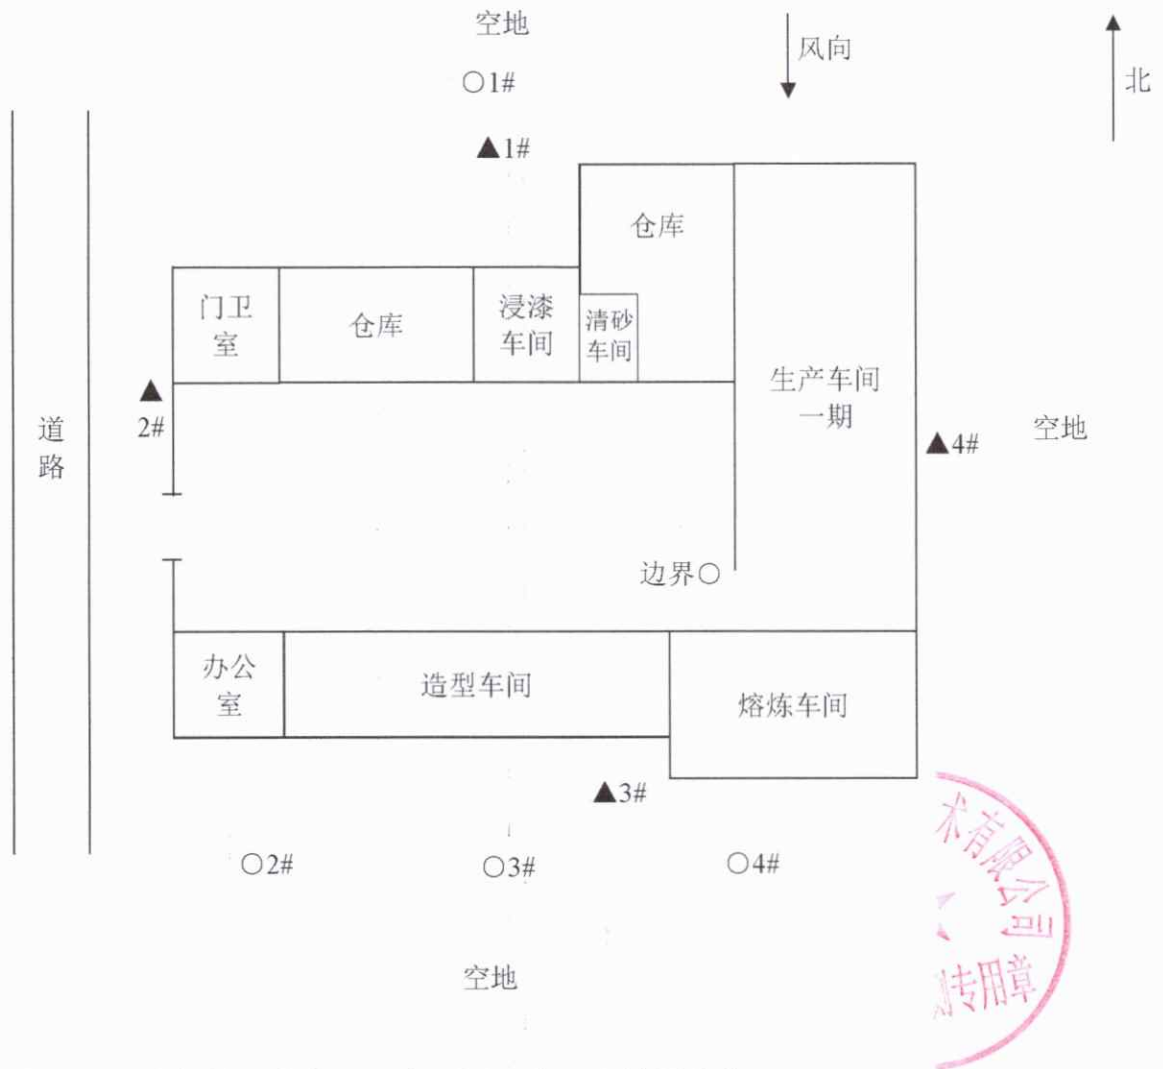 空地
○1#
风向
北
▲1#
仓库
门卫
室
仓库
浸漆
车间
清砂
车间
生产车间
一期
▲
2#
道
路
▲4#
空地
边界○
办公
室
造型车间
熔炼车间
▲3#
○2#
○3#
○4#
空地
术有限公司
测专用章